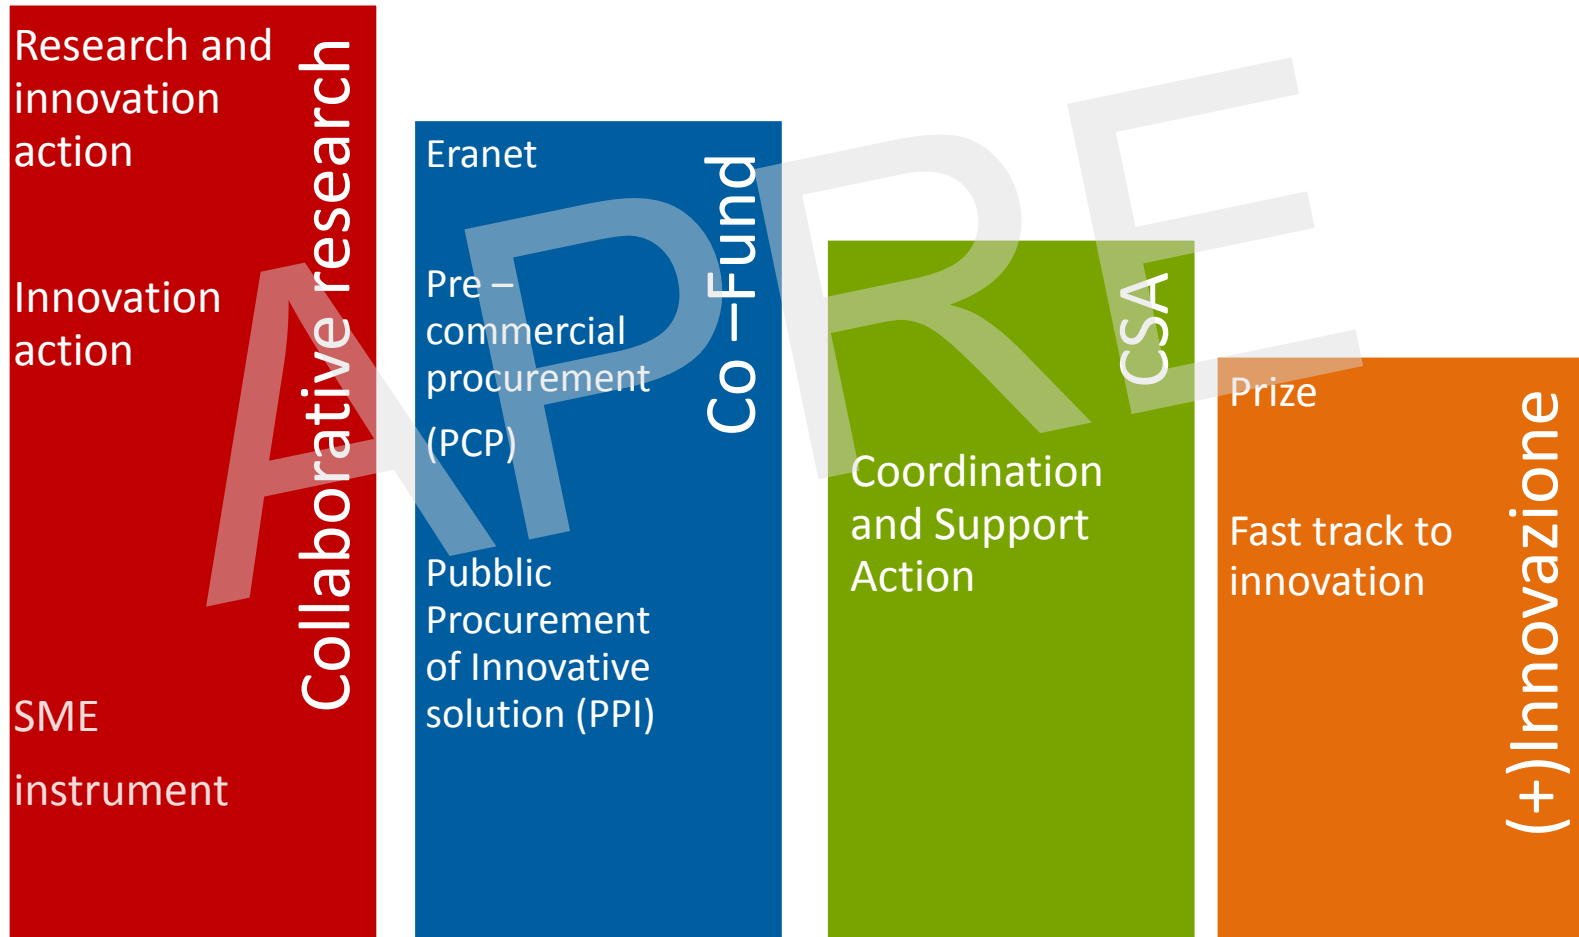 Research and
innovation
action
Innovation
action
SME
instrument
Collaborative research
Eranet
Pre –
commercial
procurement
(PCP)
Pubblic
Procurement
of Innovative
solution (PPI)
Co –Fund
Coordination
and Support
Action
CSA
Prize
Fast track to
innovation
(+)Innovazione
APRE